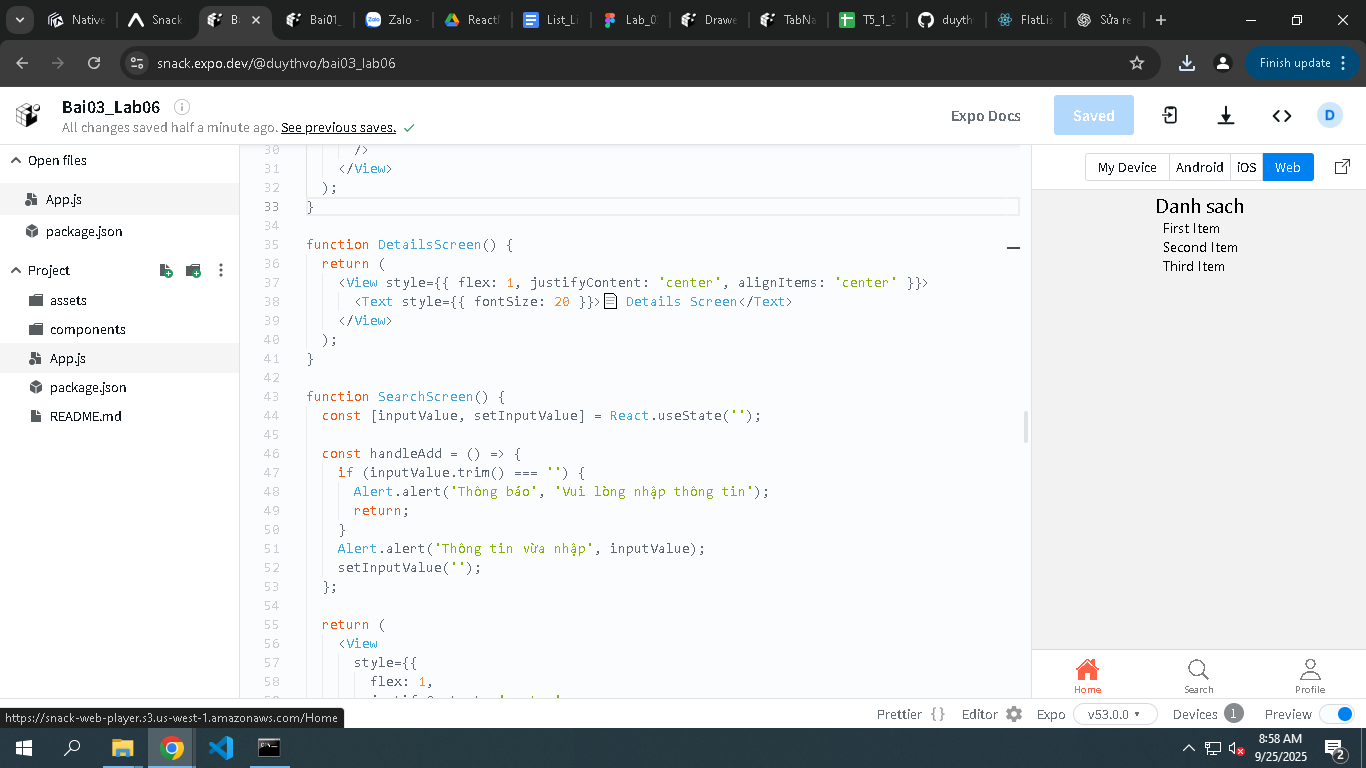 Native
Snack
Ba
Bai01_
Zalo -
React
List_Li
Lab_0
Drawe
TabNa
T5_1_
duyth
FlatLis
Sửa re
snack.expo.dev/@duythvo/bai03_lab06
Finish update
Bai03_Lab06
All changes saved half a minute ago. See previous saves.
Expo Docs
Saved
D
Open files
App.js
package.json
Project
assets
components
App.js
package.json
README.md
30 />
31 </View>
32 );
33 }
34
35 function DetailsScreen() {
36 return (
37 <View style={{ flex: 1, justifyContent: 'center', alignItems: 'center' }}>
38 <Text style={{ fontSize: 20 }}>📄 Details Screen</Text>
39 </View>
40 );
41 }
42
43 function SearchScreen() {
44 const [inputValue, setInputValue] = React.useState('');
45
46 const handleAdd = () => {
47 if (inputValue.trim() === '') {
48 Alert.alert('Thông báo', 'Vui lòng nhập thông tin');
49 return;
50 }
51 Alert.alert('Thông tin vừa nhập', inputValue);
52 setInputValue('');
53 };
54
55 return (
56 <View
57 style={{
58 flex: 1,
My Device
Android
iOS
Web
Danh sach
First Item
Second Item
Third Item
Home
Search
Profile
https://snack-web-player.s3.us-west-1.amazonaws.com/Home
Prettier {}
Editor
Expo
v53.0.0
Devices 1
Preview
8:58 AM
9/25/2025
2